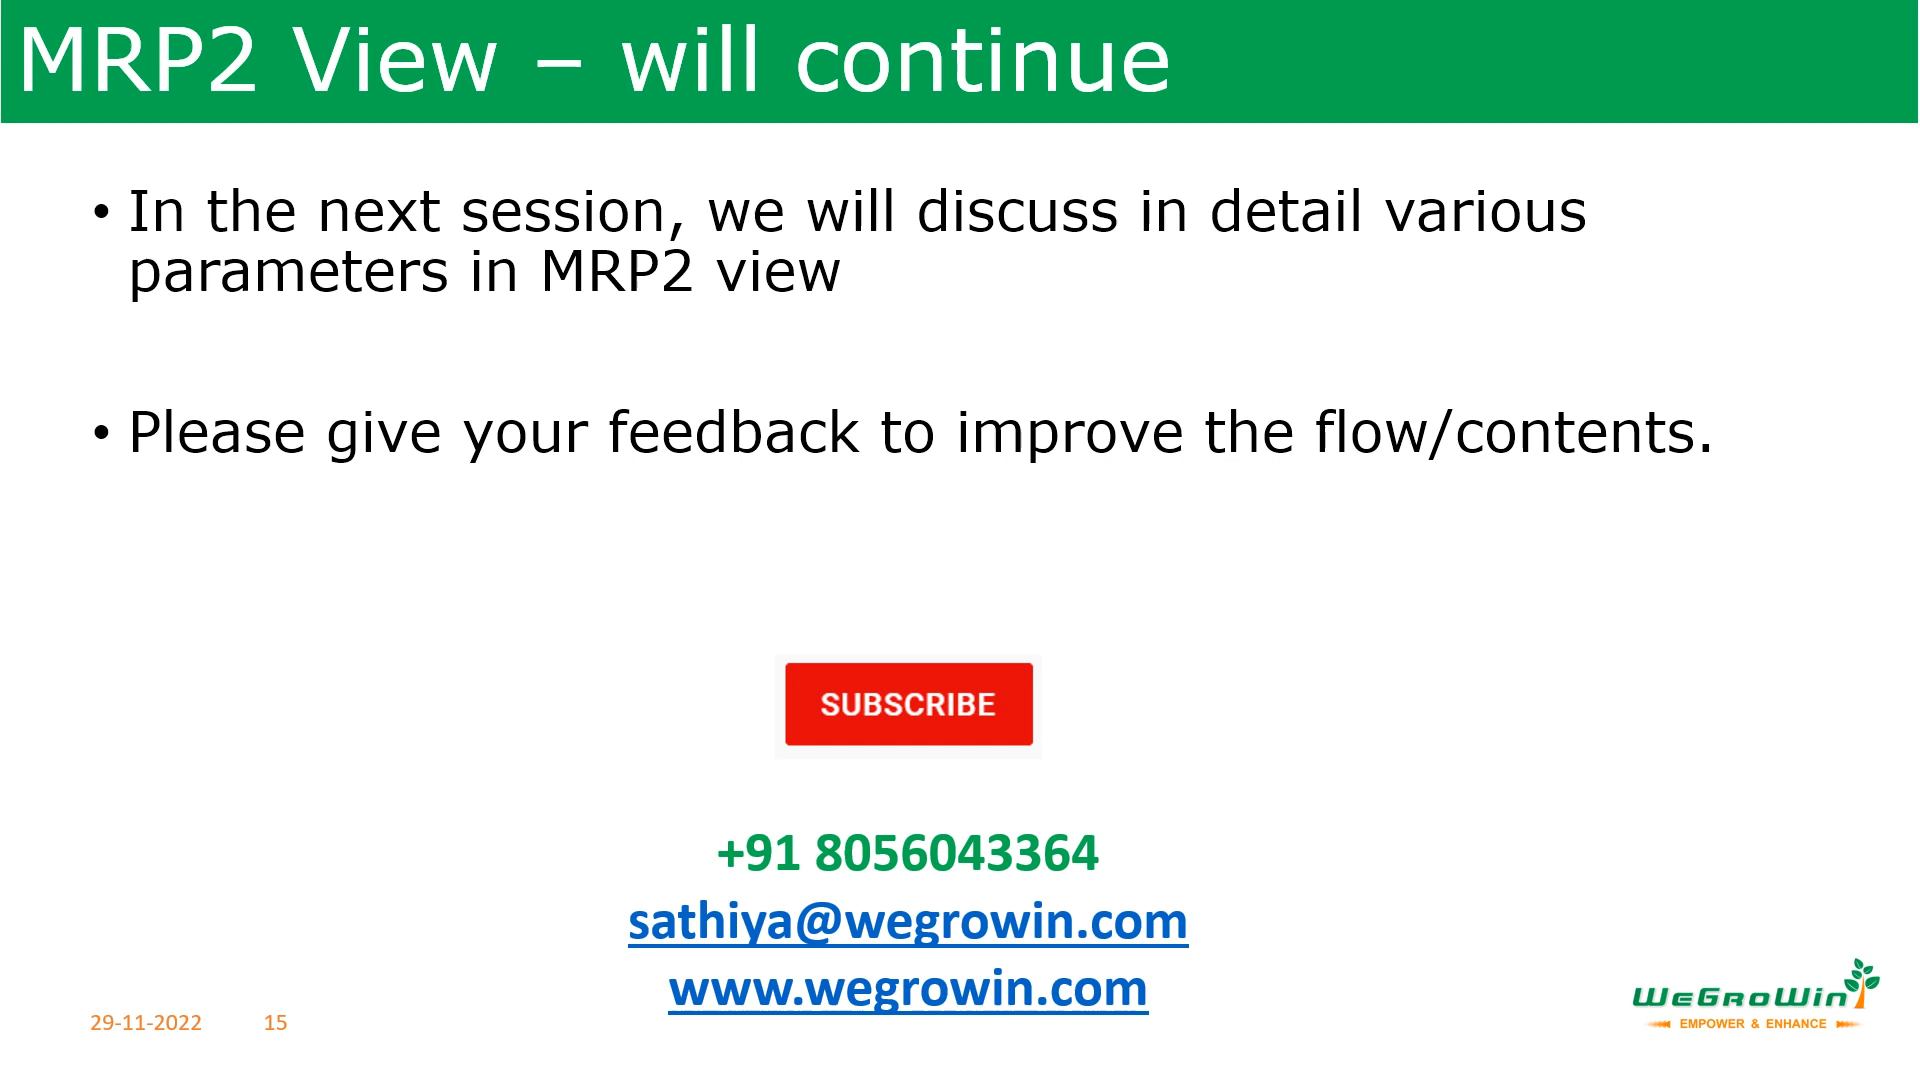 MRP2 View – will continue
• In the next session, we will discuss in detail various
parameters in MRP2 view
• Please give your feedback to improve the flow/contents.
SUBSCRIBE
+91 8056043364
sathiya@wegrowin.com
www.wegrowin.com
29-11-2022 15
WeGroWin
EMPOWER & ENHANCE